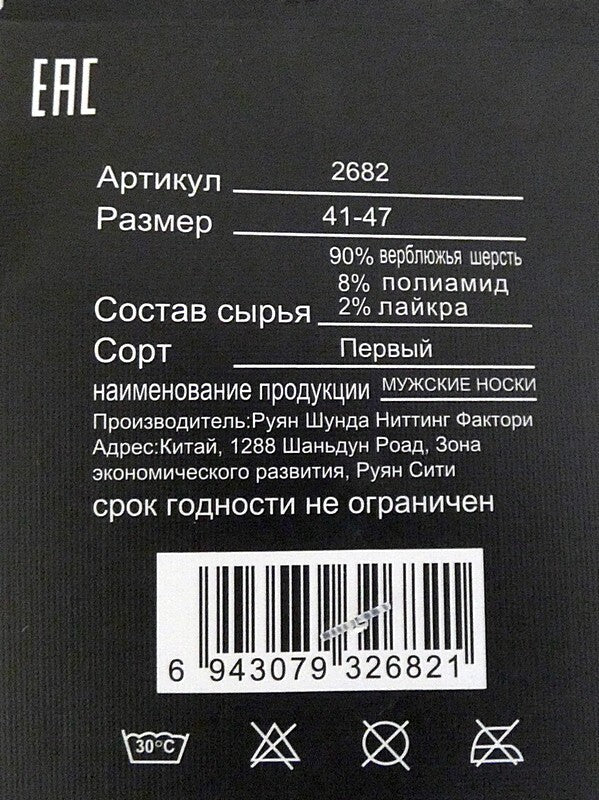 EAC
Артикул 2682
Размер 41-47
90% верблюжья шерсть
8% полиамид
Состав сырья 2% лайкра
Сорт Первый
наименование продукции МУЖСКИЕ НОСКИ
Производитель:Руян Шунда Ниттинг Фактори
Адрес:Китай, 1288 Шаньдун Роад, Зона
экономического развития, Руян Сити
срок годности не ограничен
6 943079 326821
30°C